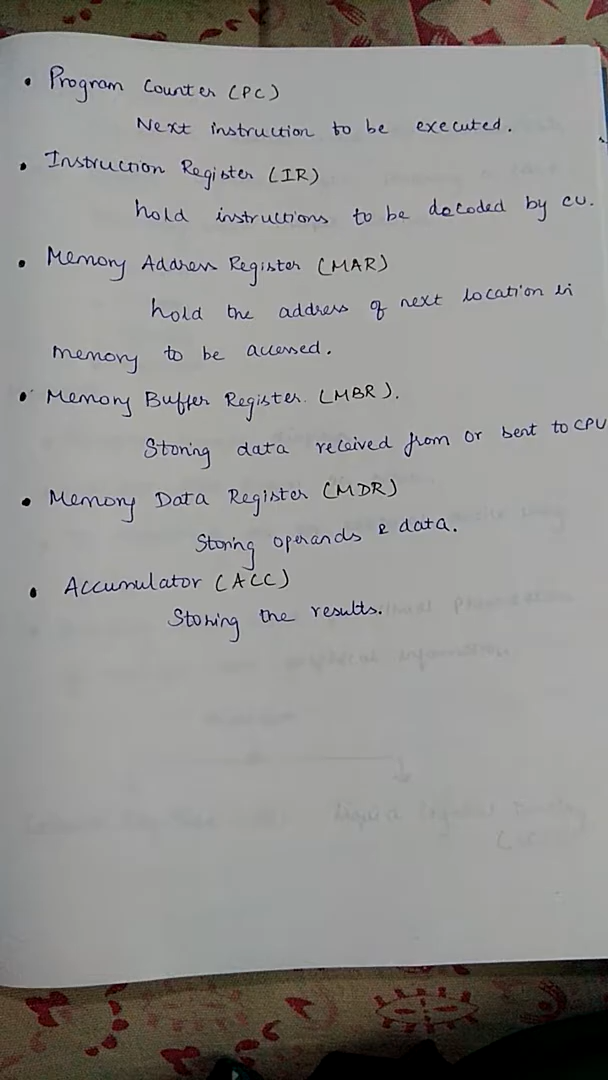 • Program Counter (PC)
Next instruction to be executed.
• Instruction Register (IR)
hold instructions to be decoded by CU.
• Memory Address Register (MAR)
hold the address of next location in
memory to be accessed.
• Memory Buffer Register. (MBR).
Storing data received from or sent to CPU
• Memory Data Register (MDR)
Storing operands & data.
• Accumulator (ACC)
Storing the results.